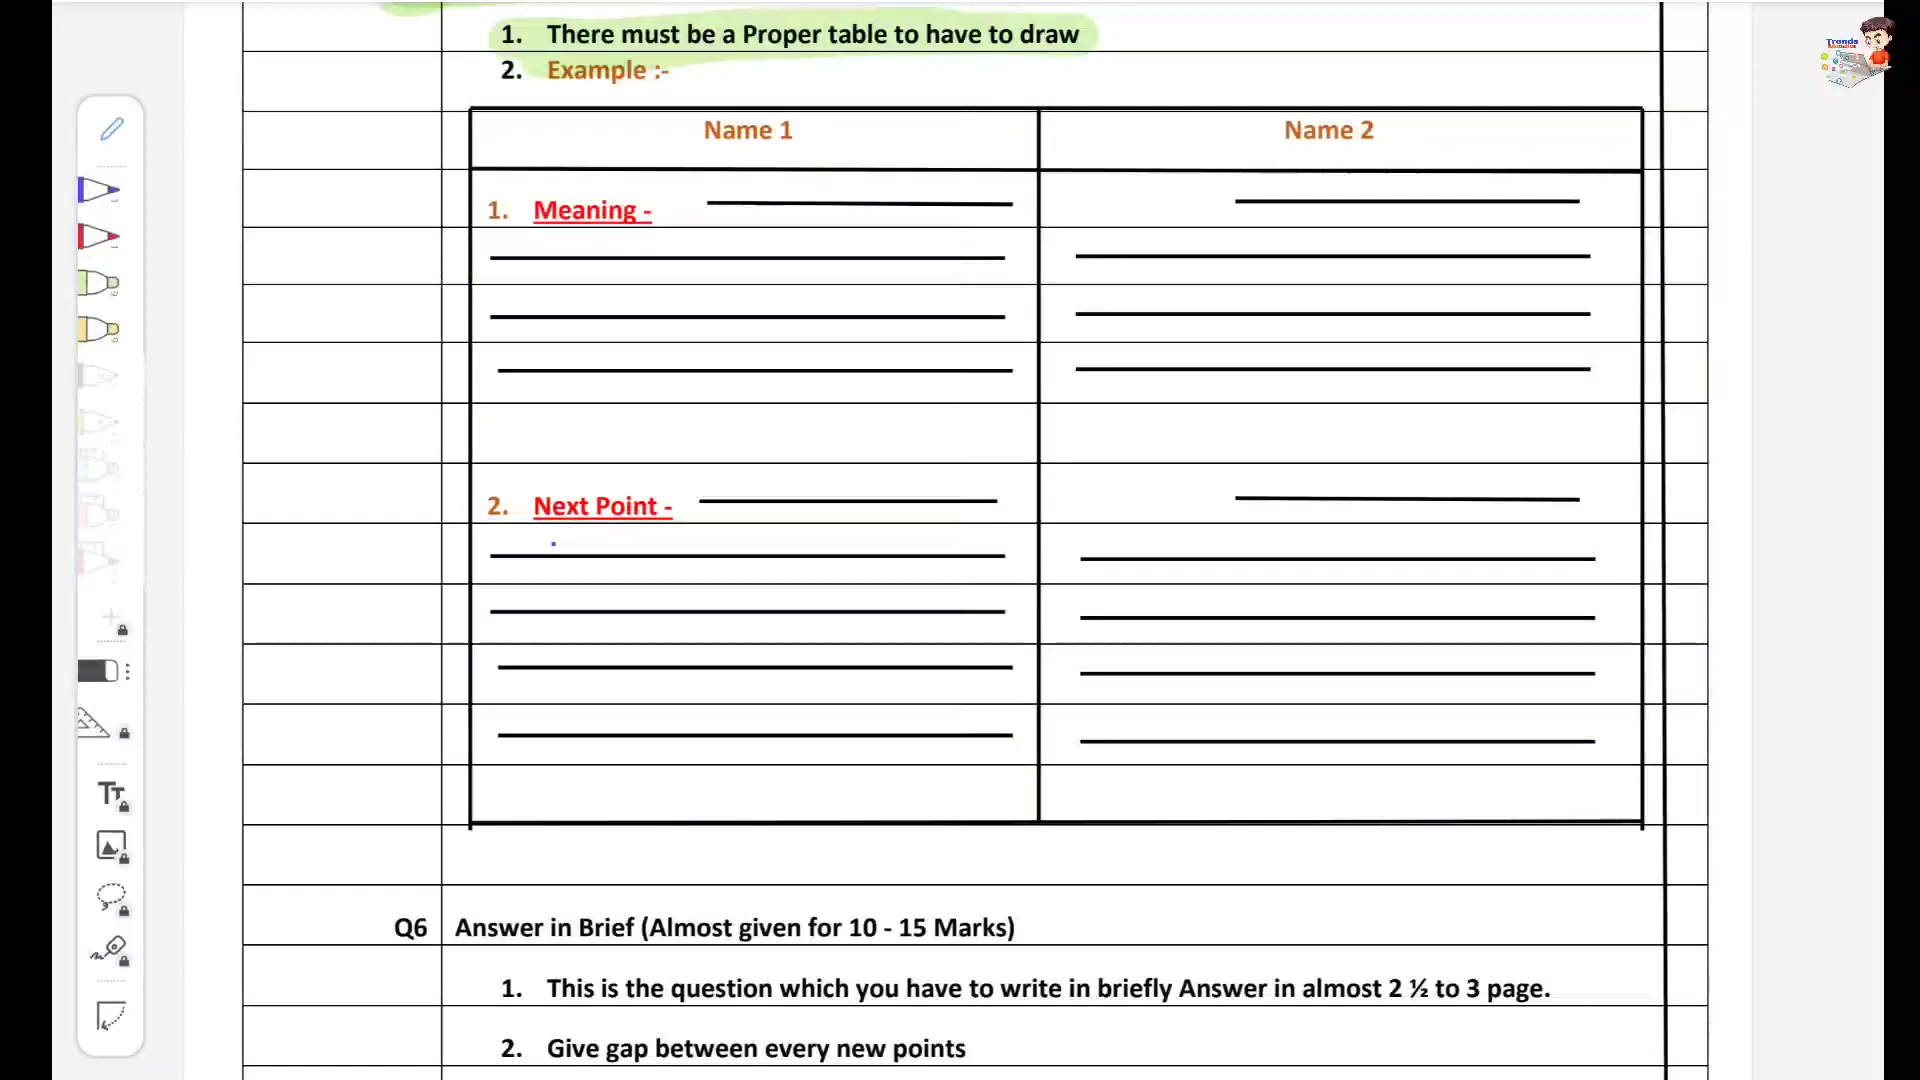 1. There must be a Proper table to have to draw
2. Example :-
Name 1 Name 2
1. Meaning -
2. Next Point -
Q6 Answer in Brief (Almost given for 10 - 15 Marks)
1. This is the question which you have to write in briefly Answer in almost 2 ½ to 3 page.
2. Give gap between every new points
Trends